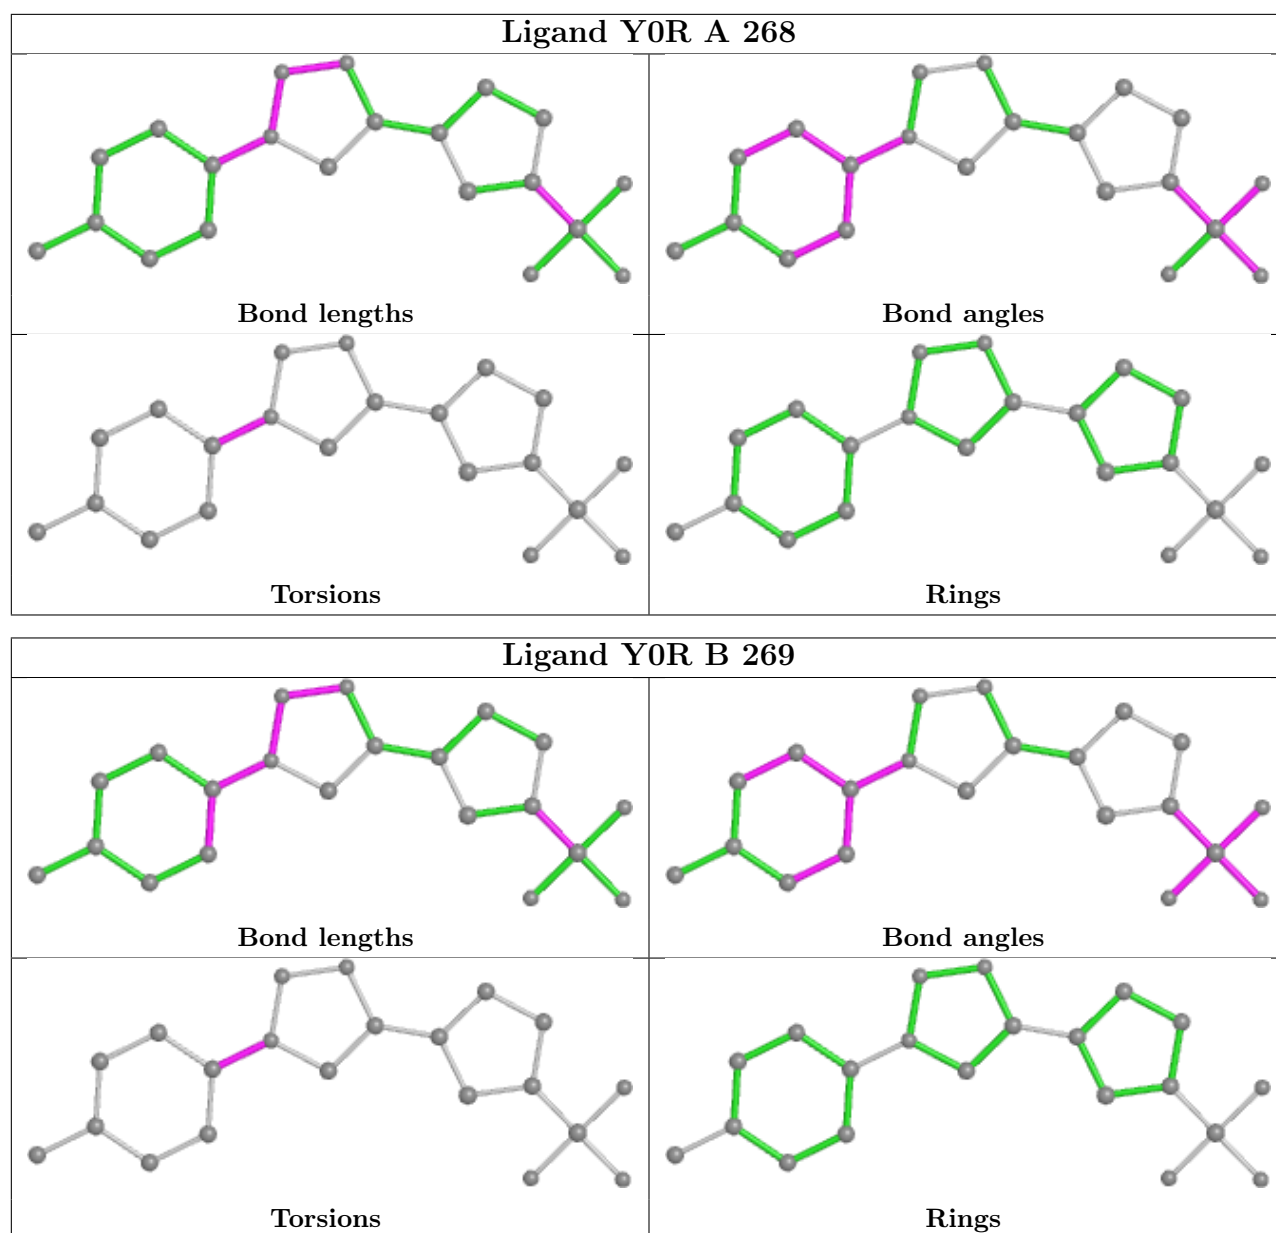 Ligand Y0R A 268
Bond lengths
Bond angles
Torsions
Rings
Ligand Y0R B 269
Bond lengths
Bond angles
Torsions
Rings